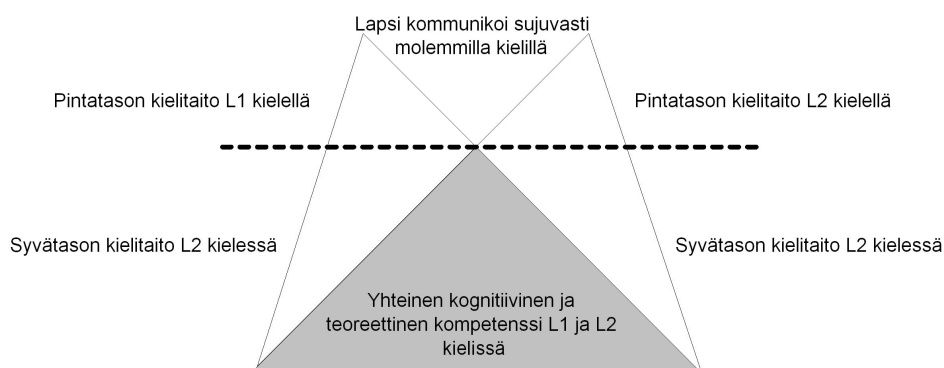 Lapsi kommunikoi sujuvasti
molemmilla kielillä
Pintatason kielitaito L1 kielellä
Pintatason kielitaito L2 kielellä
Syvätason kielitaito L2 kielessä
Syvätason kielitaito L2 kielessä
Yhteinen kognitiivinen ja
teoreettinen kompetenssi L1 ja L2
kielissä